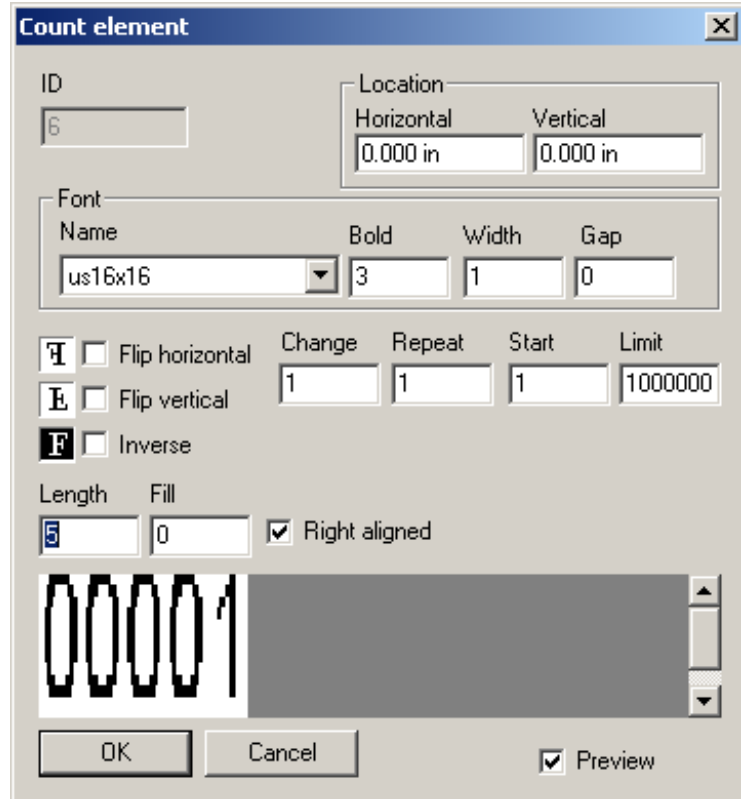 Count element
ID
6
Location
Horizontal Vertical
0.000 in 0.000 in
Font
Name Bold Width Gap
us16x16 3 1 0
F Flip horizontal
Change Repeat Start Limit
1 1 1 1000000
E Flip vertical
F Inverse
Length Fill
5 0 Right aligned
00001
OK Cancel Preview